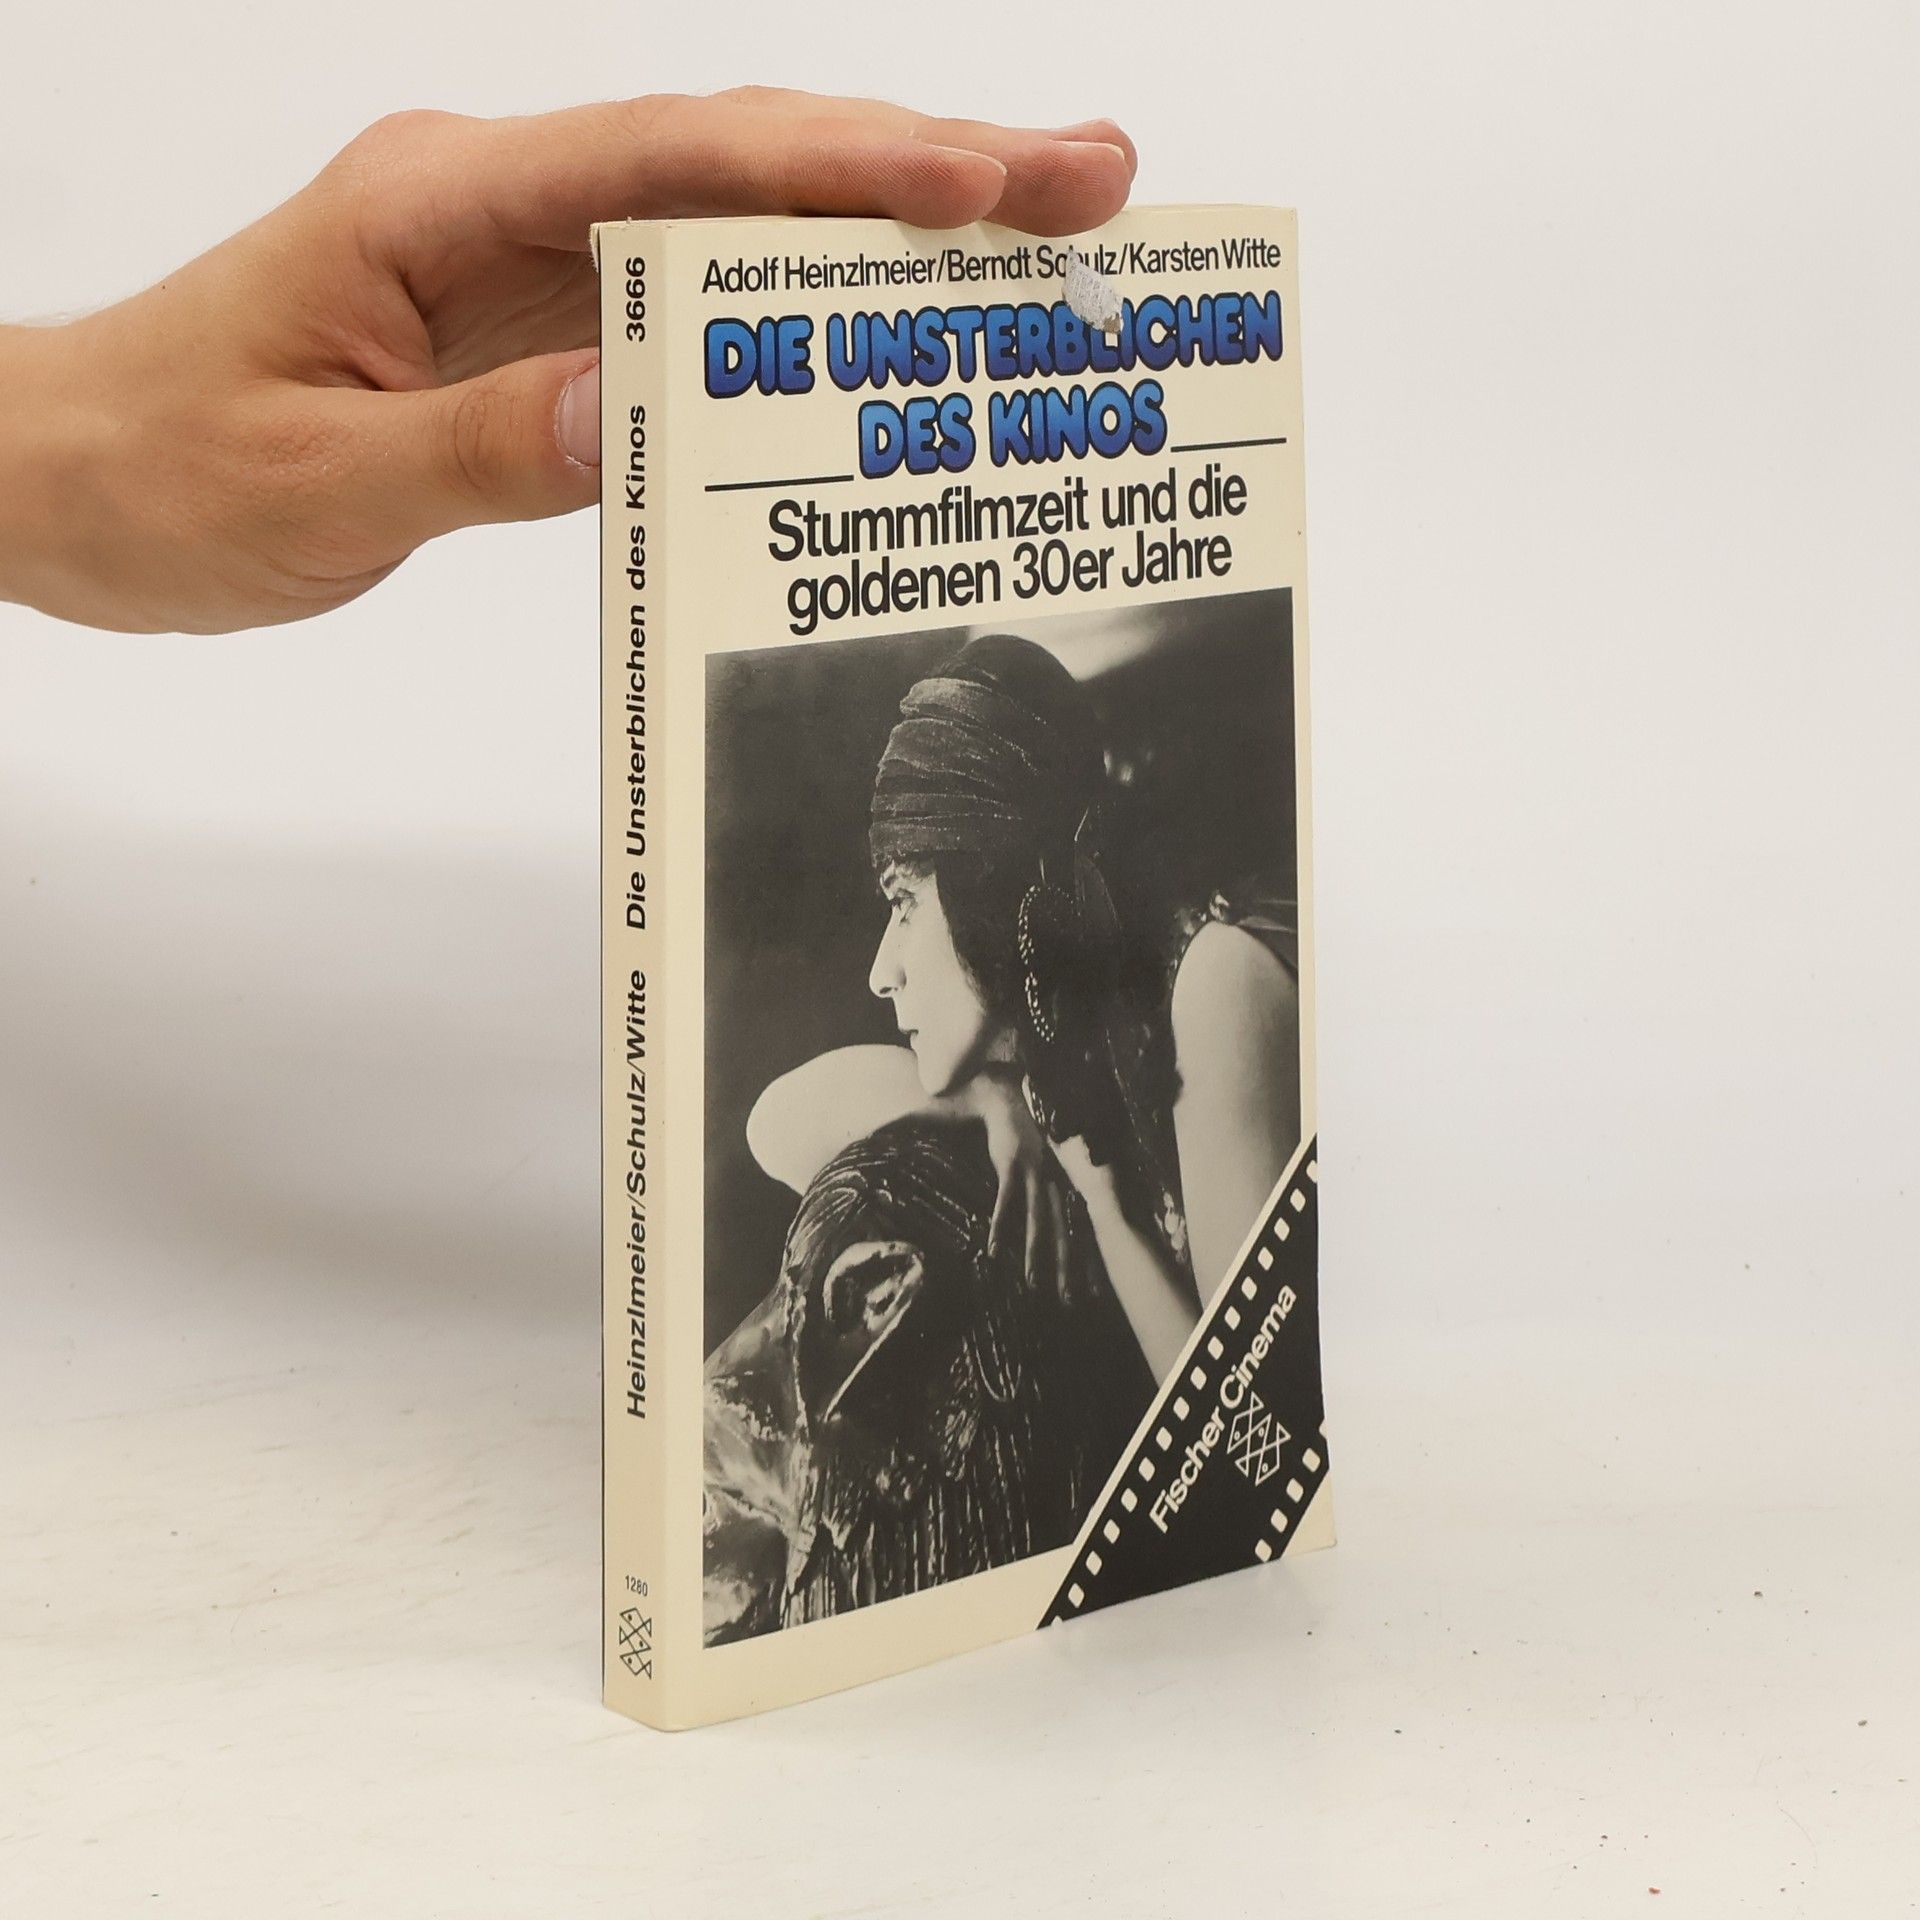 Adolf Heinzlmeier/Berndt Schulz/Karsten Witte
DIE UNSTERBLICHEN
DES KINOS
Stummfilmzeit und die
goldenen 30er Jahre
Fischer Cinema
Heinzlmeier/Schulz/Witte Die Unsterblichen des Kinos 3666
1280